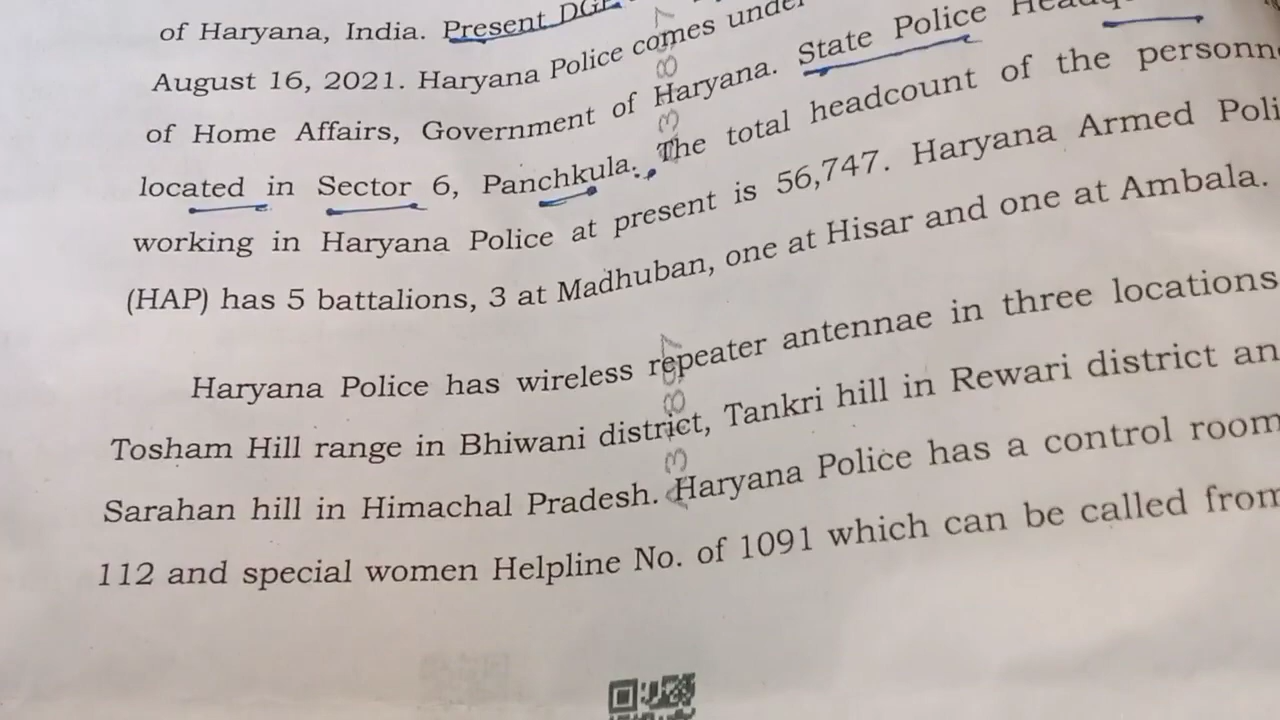 of Haryana, India. Present DGP
August 16, 2021. Haryana Police comes under
of Home Affairs, Government of Haryana. State Police
located in Sector 6, Panchkula. The total headcount of the
working in Haryana Police at present is 56,747. Haryana Armed
(HAP) has 5 battalions, 3 at Madhuban, one at Hisar and one at Ambala.
Haryana Police has wireless repeater antennae in three locations
Tosham Hill range in Bhiwani district, Tankri hill in Rewari district
Sarahan hill in Himachal Pradesh. Haryana Police has a control room
112 and special women Helpline No. of 1091 which can be called from